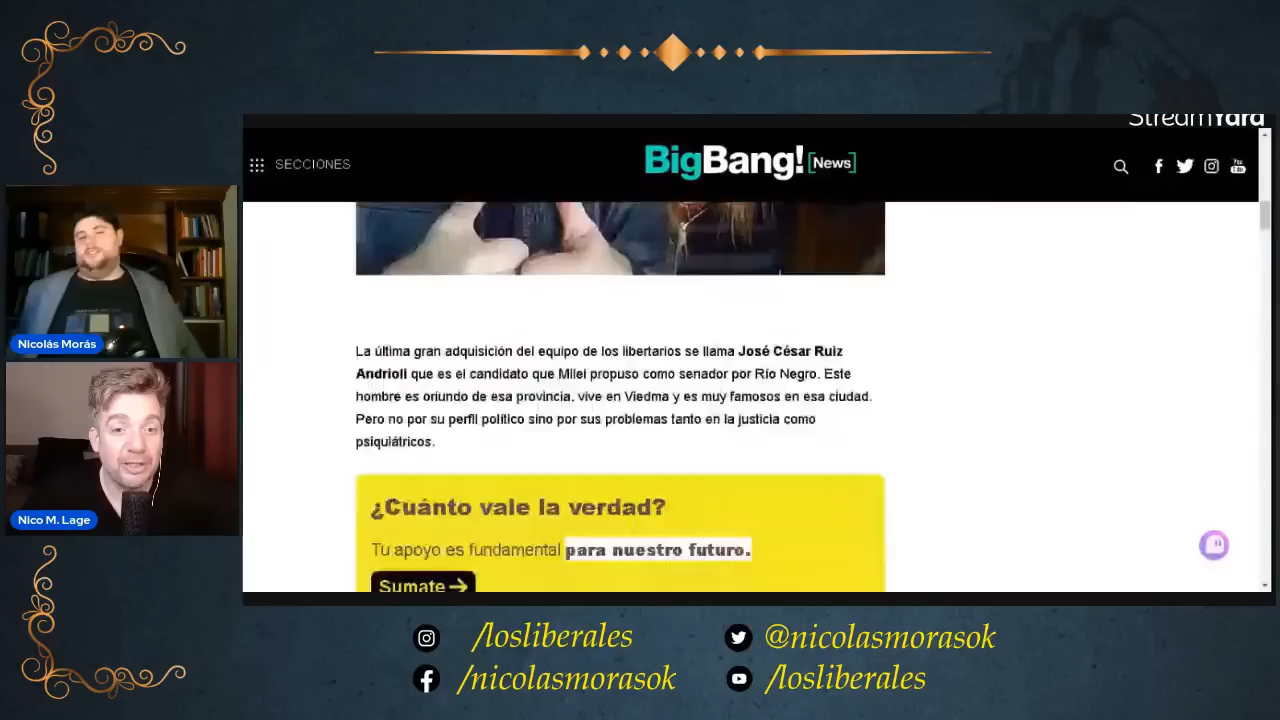 StreamYard
SECCIONES
BigBang! [News]
La última gran adquisición del equipo de los libertarios se llama José César Ruiz
Andrioli que es el candidato que Milei propuso como senador por Río Negro. Este
hombre es oriundo de esa provincia, vive en Viedma y es muy famosos en esa ciudad.
Pero no por su perfil político sino por sus problemas tanto en la justicia como
psiquiátricos.
¿Cuánto vale la verdad?
Tu apoyo es fundamental para nuestro futuro.
Sumate →
Nicolás Morás
Nico M. Lage
/losliberales
@nicolasmorasok
/nicolasmorasok
/losliberales